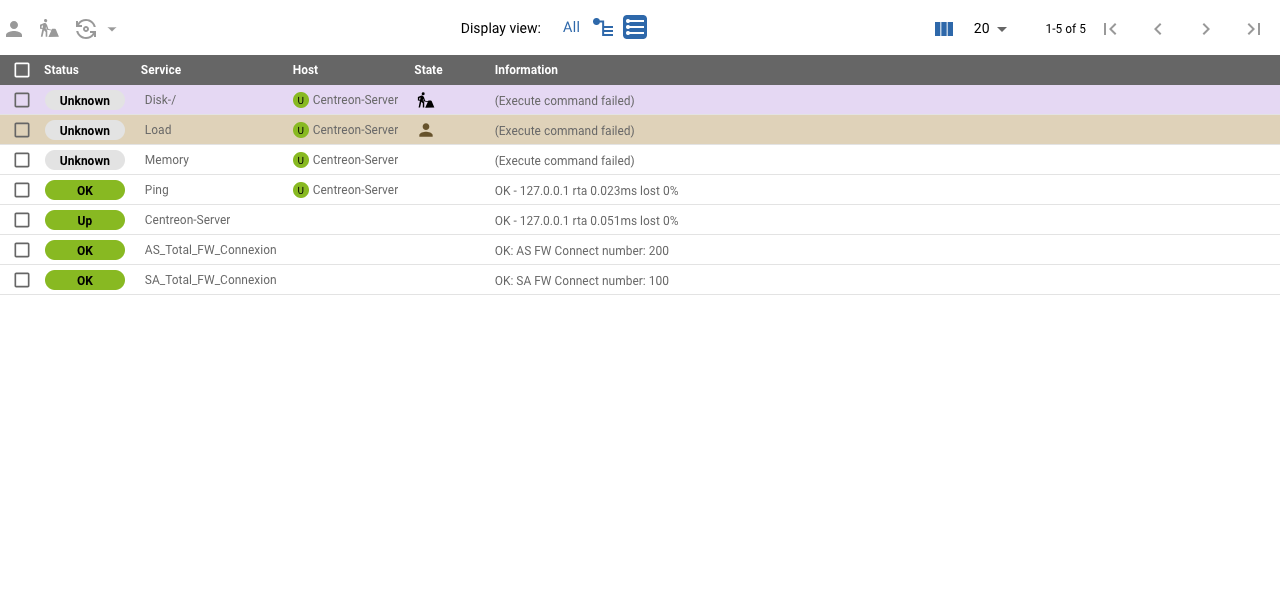 Display view: All 20 1-5 of 5
Status Service Host State Information
Unknown Disk-/ U Centreon-Server (Execute command failed)
Unknown Load U Centreon-Server (Execute command failed)
Unknown Memory U Centreon-Server (Execute command failed)
OK Ping U Centreon-Server OK - 127.0.0.1 rta 0.023ms lost 0%
Up Centreon-Server OK - 127.0.0.1 rta 0.051ms lost 0%
OK AS_Total_FW_Connexion OK: AS FW Connect number: 200
OK SA_Total_FW_Connexion OK: SA FW Connect number: 100